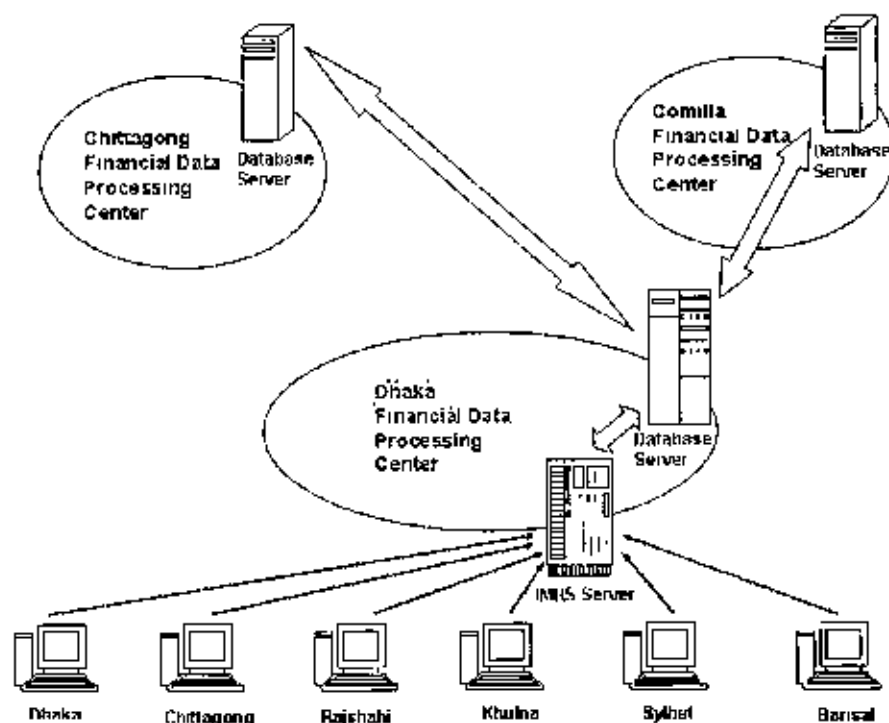 Chittagong
Financial Data
Processing
Center
Database
Server
Comilla
Financial Data
Processing
Center
Database
Server
Dhaka
Financial Data
Processing
Center
Database
Server
Server
Dhaka
Chittagong
Rajshahi
Khulna
Sylhet
Barisal